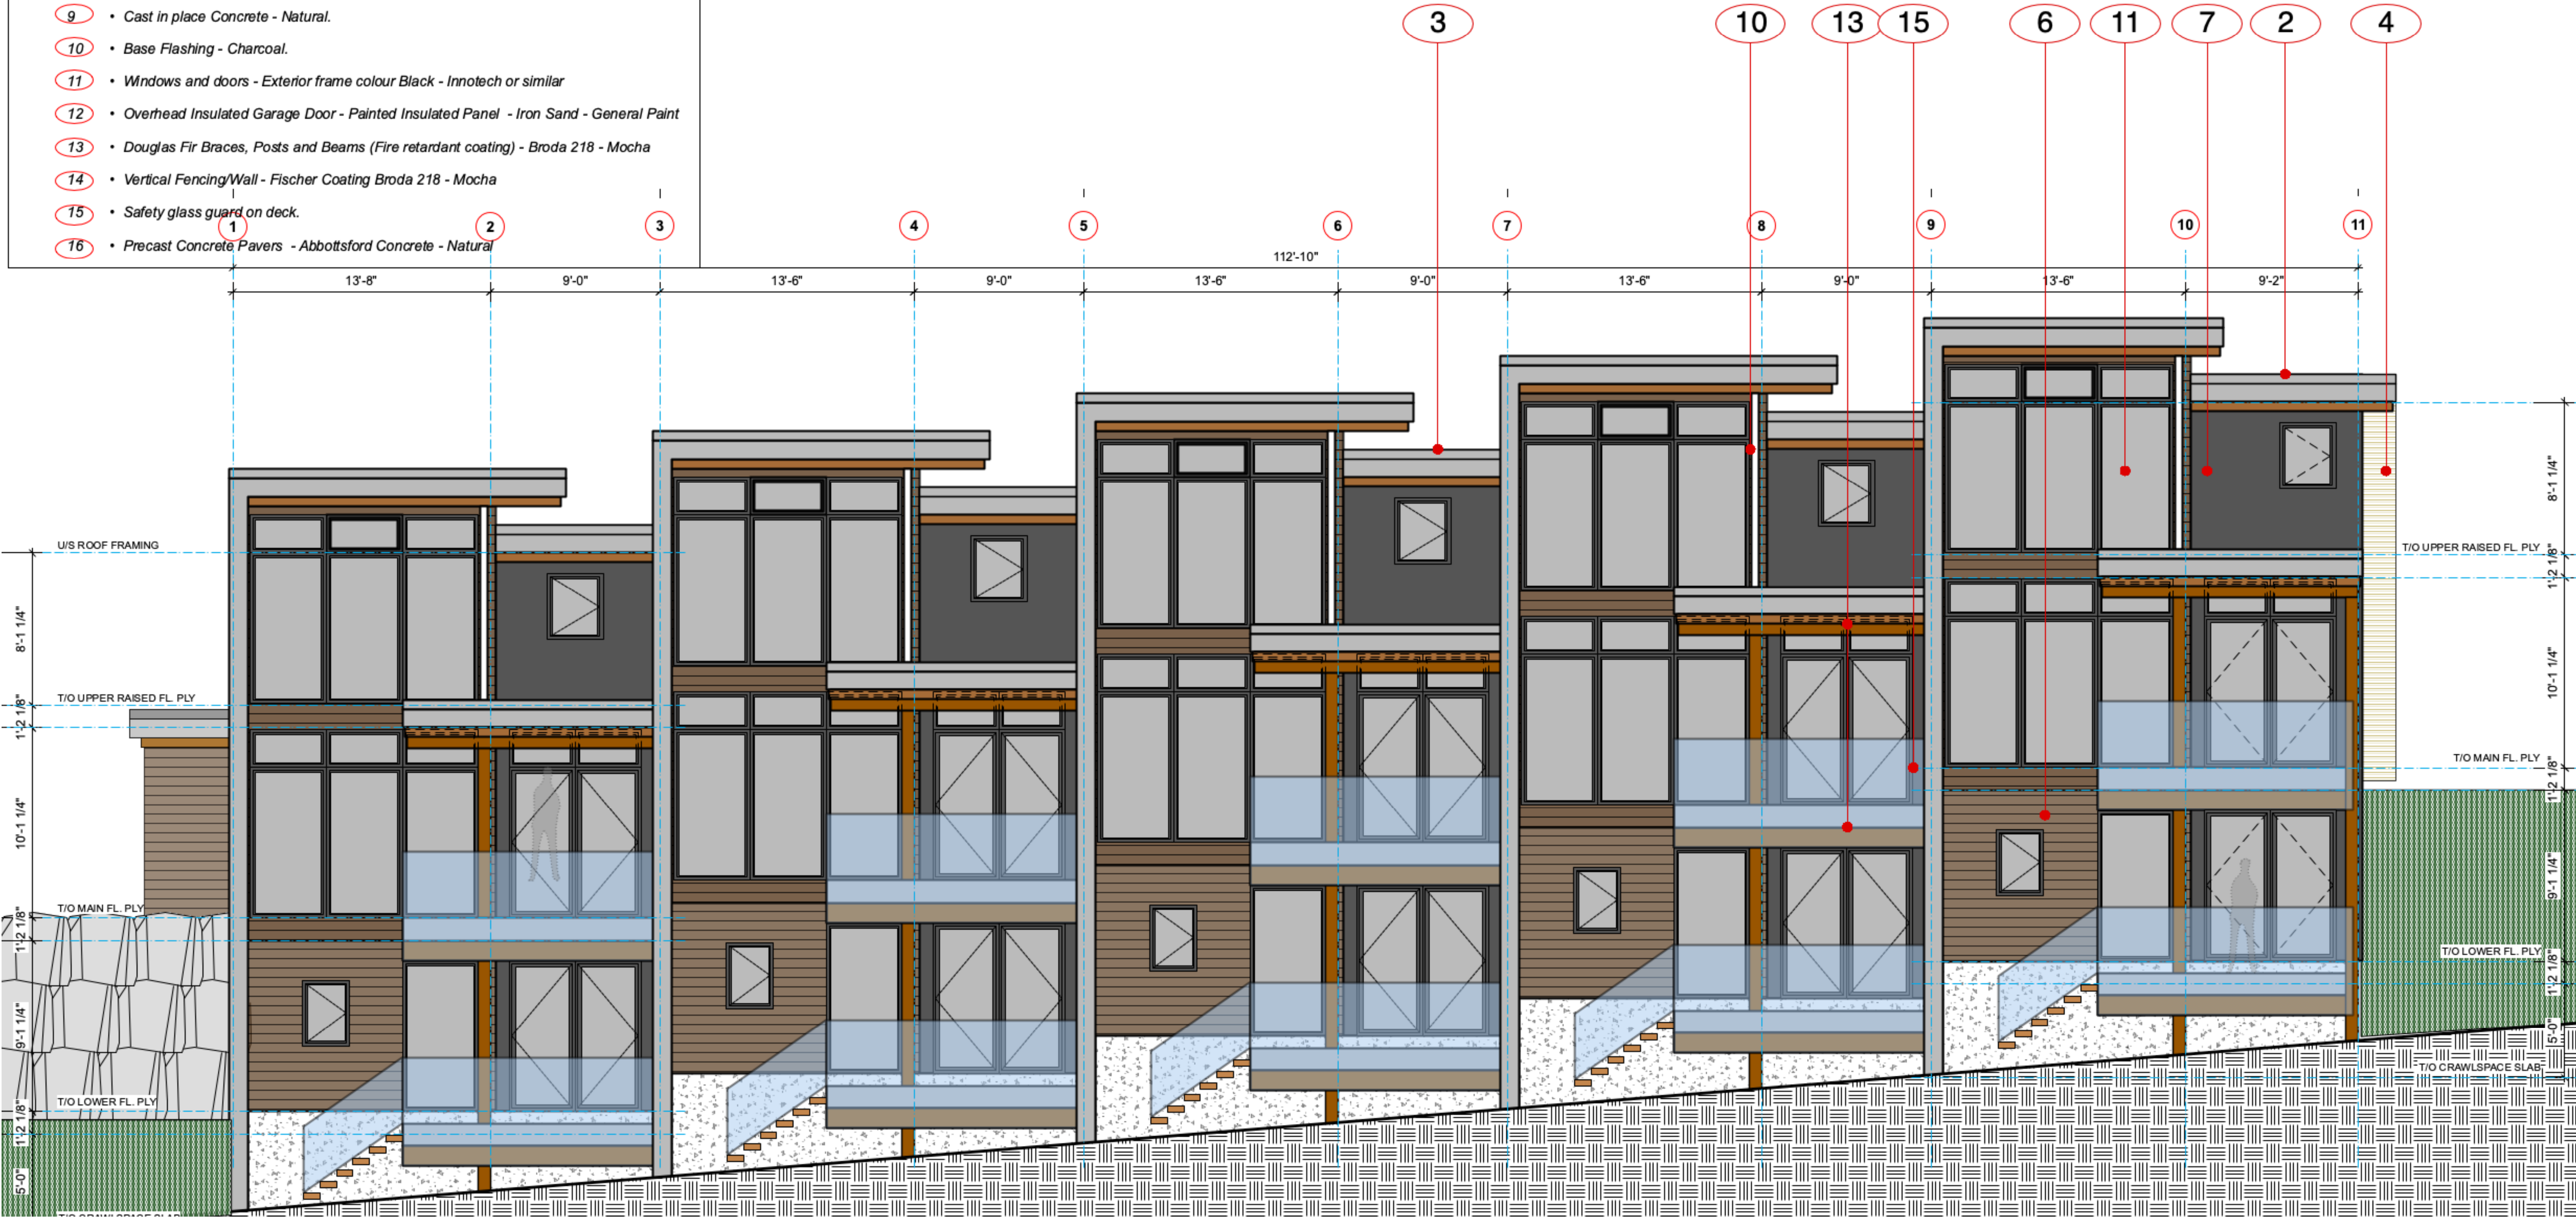 9 • Cast in place Concrete - Natural.
10 • Base Flashing - Charcoal.
11 • Windows and doors - Exterior frame colour Black - Innotech or similar
12 • Overhead Insulated Garage Door - Painted Insulated Panel - Iron Sand - General Paint
13 • Douglas Fir Braces, Posts and Beams (Fire retardant coating) - Broda 218 - Mocha
14 • Vertical Fencing/Wall - Fischer Coating Broda 218 - Mocha
15 • Safety glass guard on deck.
16 • Precast Concrete Pavers - Abbottsford Concrete - Natural
3 10 13 15 6 11 7 2 4
1 2 3 4 5 6 7 8 9 10 11
112'-10"
13'-8" 9'-0" 13'-6" 9'-0" 13'-6" 9'-0" 13'-6" 9'-0" 13'-6" 9'-2"
U/S ROOF FRAMING
8'-1 1/4"
T/O UPPER RAISED FL. PLY
1'-2 1/8"
10'-1 1/4"
T/O MAIN FL. PLY
1'-2 1/8"
9'-1 1/4"
T/O LOWER FL. PLY
1'-2 1/8"
5'-0"
T/O CRAWLSPACE SLAB
8'-1 1/4"
T/O UPPER RAISED FL. PLY
1'-2 1/8"
10'-1 1/4"
T/O MAIN FL. PLY
1'-2 1/8"
9'-1 1/4"
T/O LOWER FL. PLY
1'-2 1/8"
5'-0"
T/O CRAWLSPACE SLAB